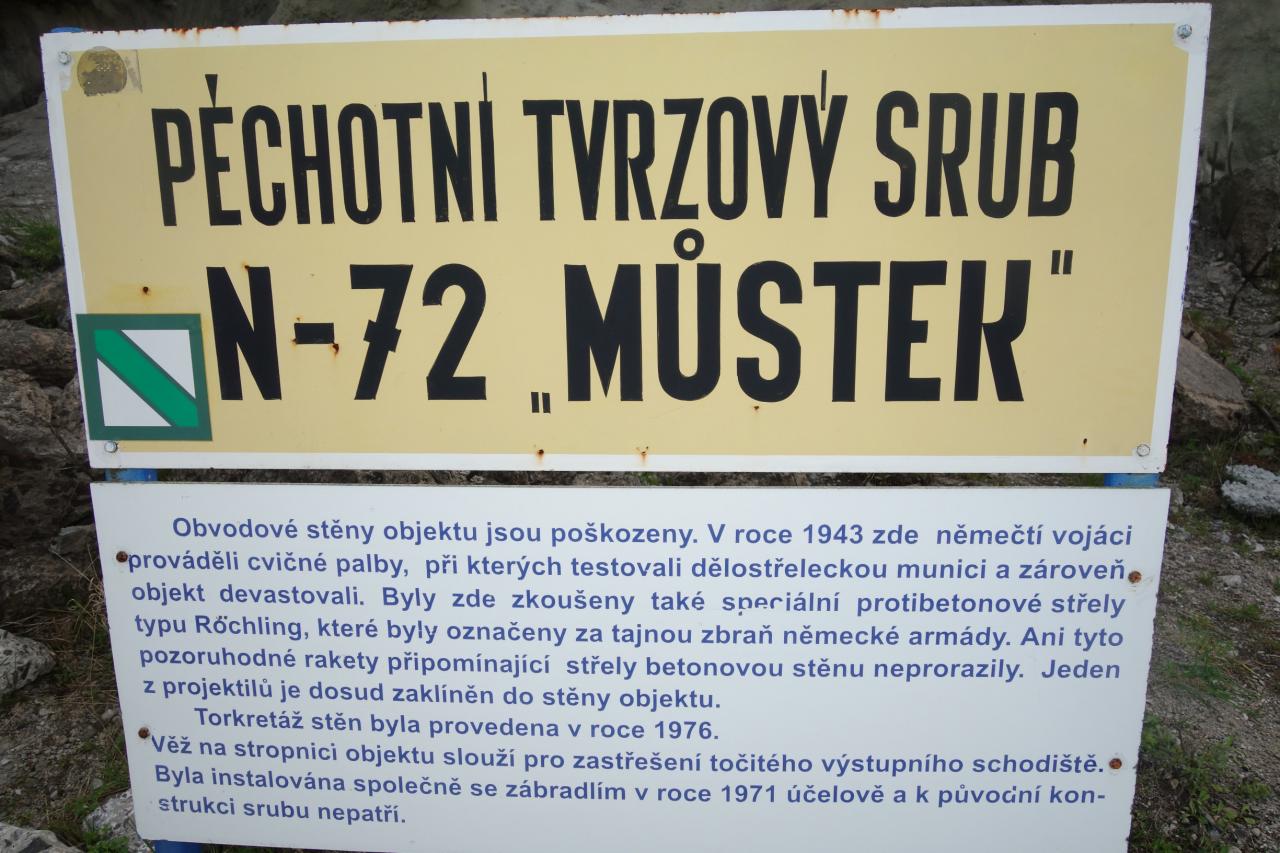 PĚCHOTNÍ TVRZOVÝ SRUB
N-72 „MŮSTEK"
Obvodové stěny objektu jsou poškozeny. V roce 1943 zde němečtí vojáci
prováděli cvičné palby, při kterých testovali dělostřeleckou munici a zároveň
objekt devastovali. Byly zde zkoušeny také speciální protibetonové střely
typu Röchling, které byly označeny za tajnou zbraň německé armády. Ani tyto
pozoruhodné rakety připomínající střely betonovou stěnu neprorazily. Jeden
z projektilů je dosud zaklíněn do stěny objektu.
Torkretáž stěn byla provedena v roce 1976.
Věž na stropnici objektu slouží pro zastřešení točitého výstupního schodiště.
Byla instalována společně se zábradlím v roce 1971 účelově a k původní kon-
strukci srubu nepatří.